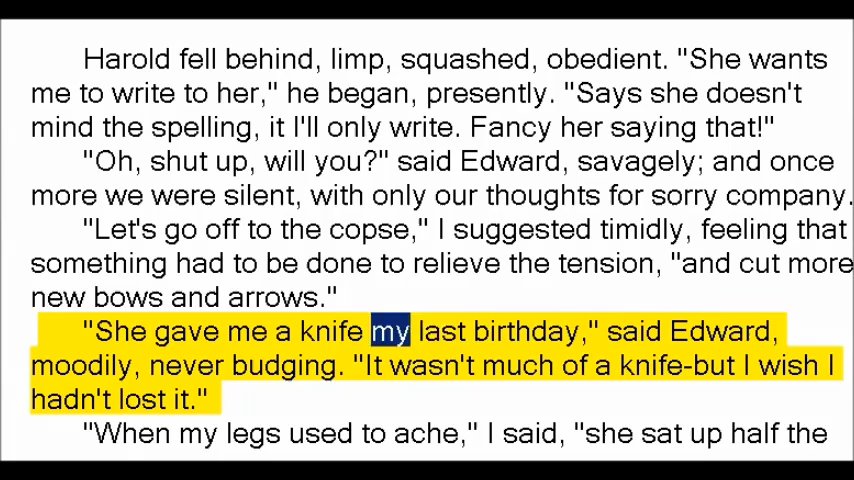 Harold fell behind, limp, squashed, obedient. "She wants
me to write to her," he began, presently. "Says she doesn't
mind the spelling, it I'll only write. Fancy her saying that!"
"Oh, shut up, will you?" said Edward, savagely; and once
more we were silent, with only our thoughts for sorry company.
"Let's go off to the copse," I suggested timidly, feeling that
something had to be done to relieve the tension, "and cut more
new bows and arrows."
"She gave me a knife my last birthday," said Edward,
moodily, never budging. "It wasn't much of a knife-but I wish I
hadn't lost it."
"When my legs used to ache," I said, "she sat up half the